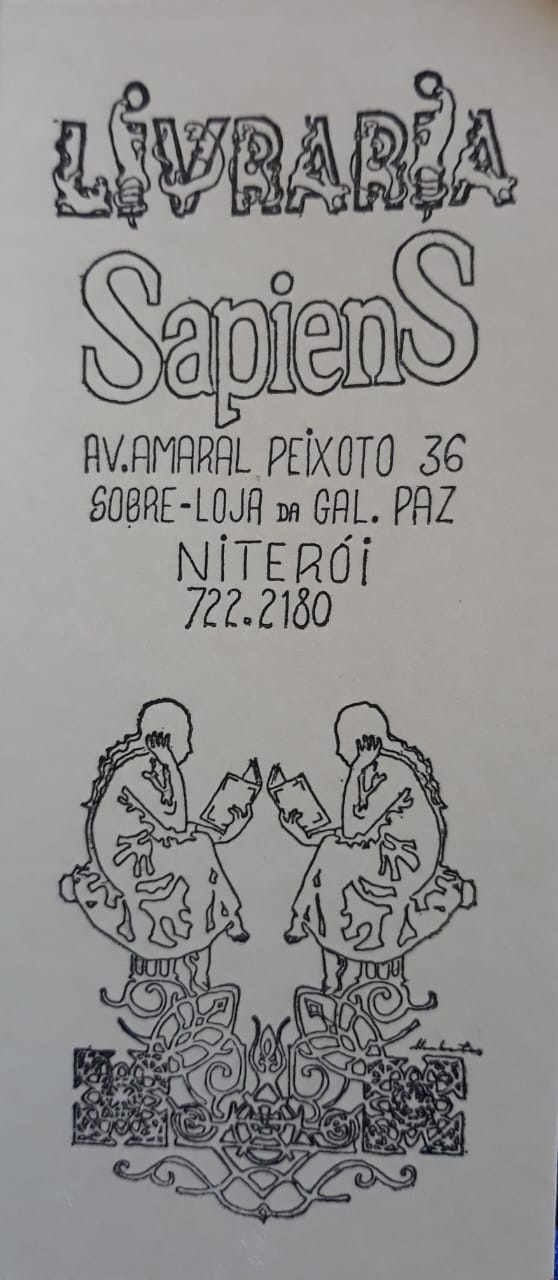 LiVRARiA
SapienS
AV.AMARAL PEiXOTO 36
SOBRE-LOJA DA GAL. PAZ
NiTERÓi
722.2180